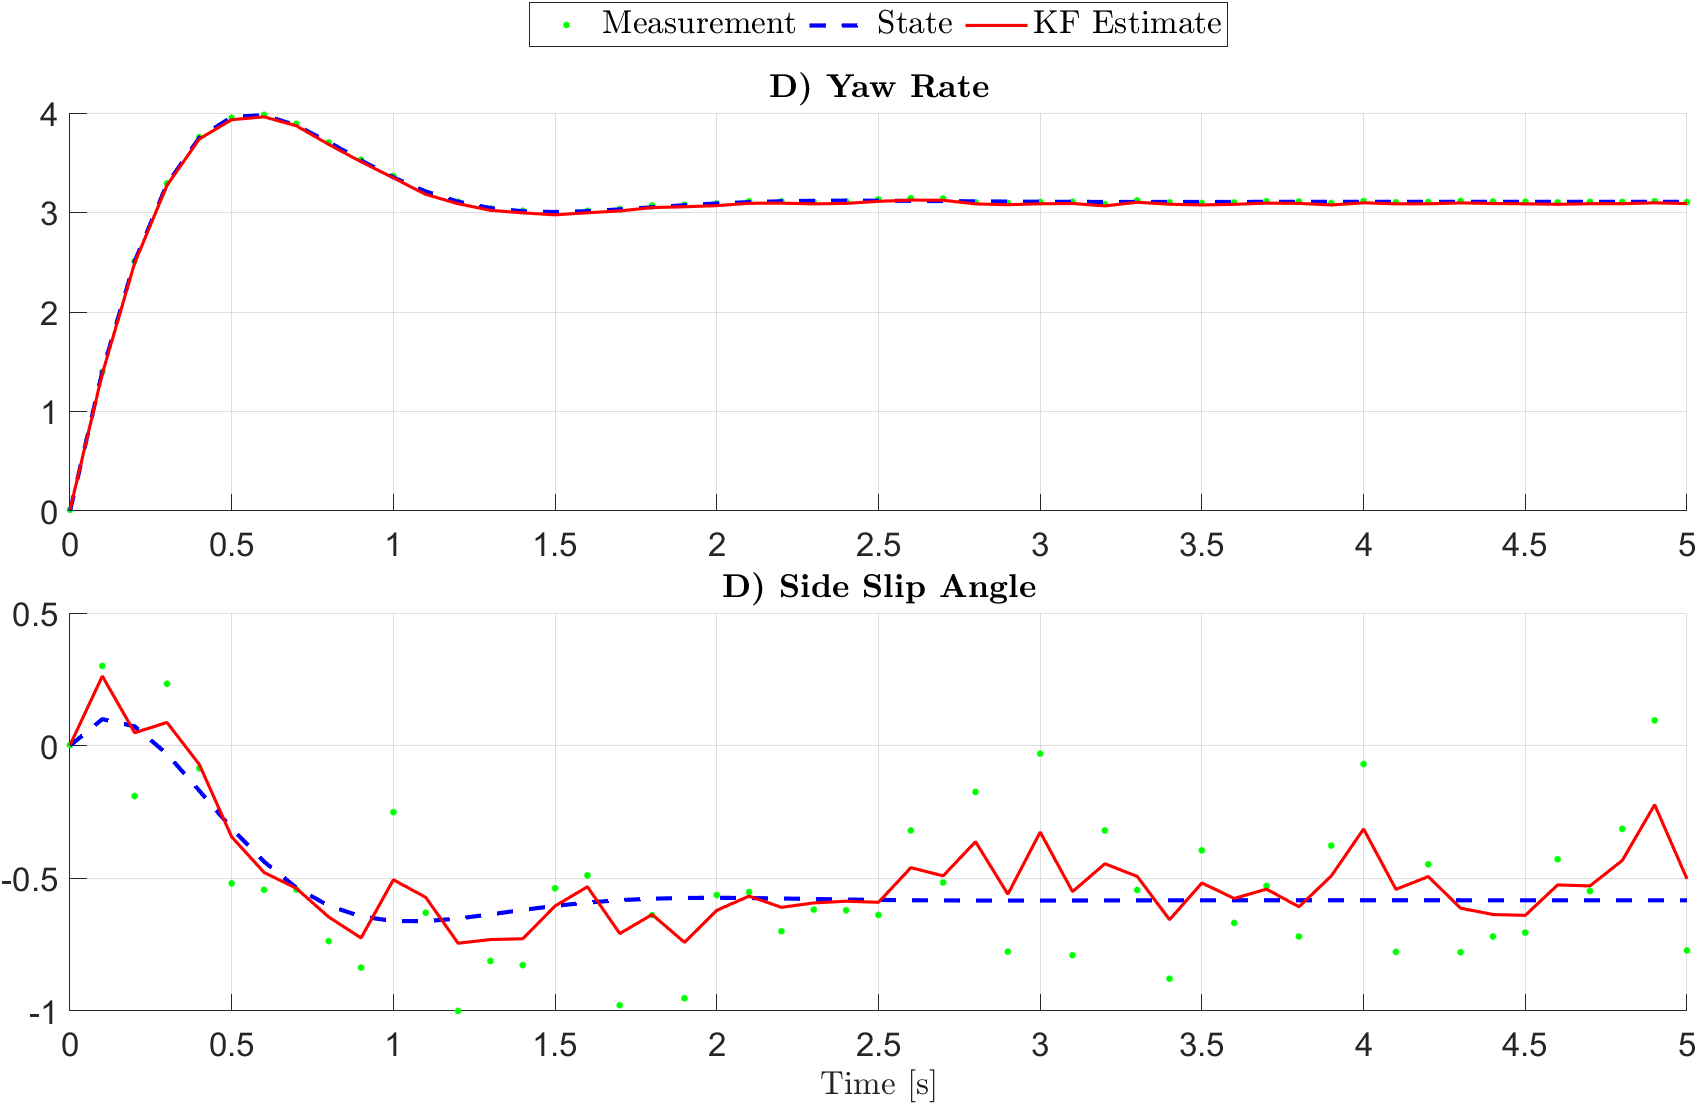 Measurement State KF Estimate
D) Yaw Rate
4
3
2
1
0
0 0.5 1 1.5 2 2.5 3 3.5 4 4.5 5
D) Side Slip Angle
0.5
0
-0.5
-1
0 0.5 1 1.5 2 2.5 3 3.5 4 4.5 5
Time [s]